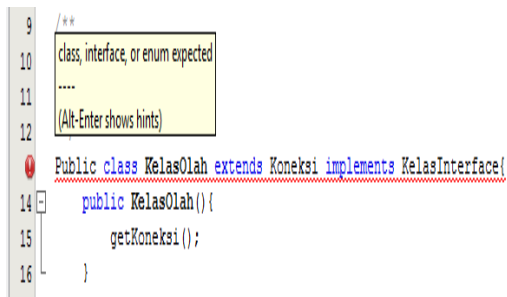 9 /**
10 class, interface, or enum expected
11 ----
12 (Alt-Enter shows hints)
Public class KelasOlah extends Koneksi implements KelasInterface{
14 public KelasOlah(){
15 getKoneksi();
16 }